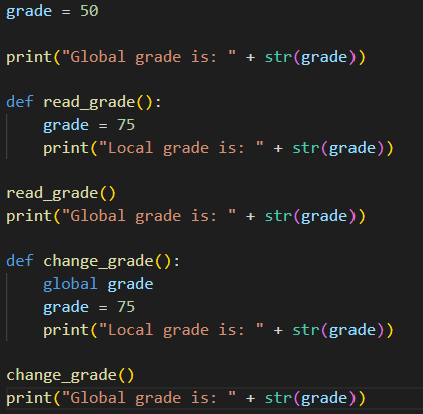 grade = 50
print("Global grade is: " + str(grade))
def read_grade():
    grade = 75
    print("Local grade is: " + str(grade))
read_grade()
print("Global grade is: " + str(grade))
def change_grade():
    global grade
    grade = 75
    print("Local grade is: " + str(grade))
change_grade()
print("Global grade is: " + str(grade))